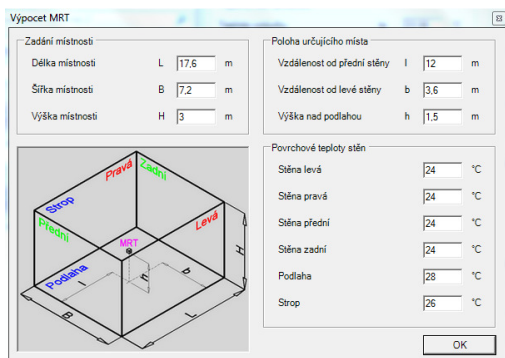 Výpocet MRT
Zadání místnosti
Délka místnosti L 17,6 m
Šířka místnosti B 7,2 m
Výška místnosti H 3 m
Poloha určujícího místa
Vzdálenost od přední stěny l 12 m
Vzdálenost od levé stěny b 3,6 m
Výška nad podlahou h 1,5 m
Pravá
Zadní
Strop
Přední
Levá
MRT
Podlaha
l
h
b
H
B
L
Povrchové teploty stěn
Stěna levá 24 °C
Stěna pravá 24 °C
Stěna přední 24 °C
Stěna zadní 24 °C
Podlaha 28 °C
Strop 26 °C
OK